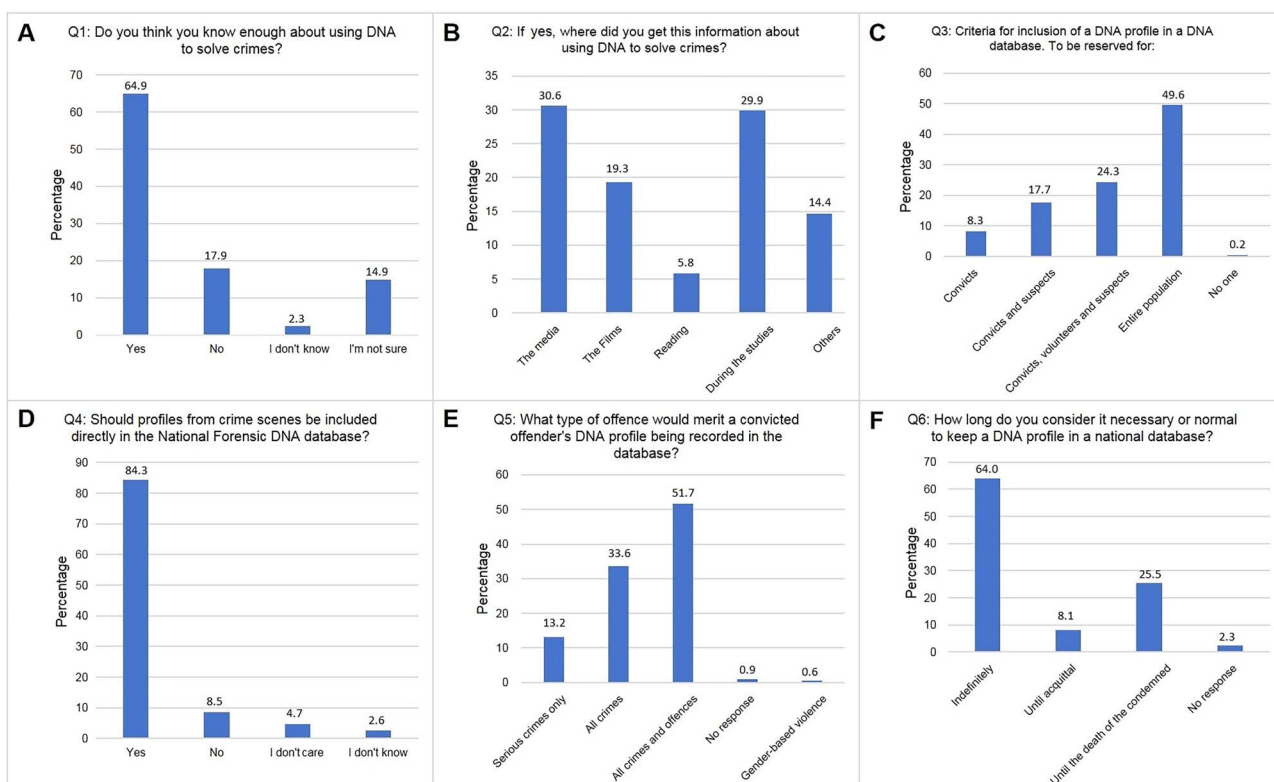 A
Q1: Do you think you know enough about using DNA
to solve crimes?
Percentage
70
60
50
40
30
20
10
0
64.9
17.9
2.3
14.9
Yes
No
I don't know
I'm not sure
B
Q2: If yes, where did you get this information about
using DNA to solve crimes?
Percentage
35
30
25
20
15
10
5
0
30.6
19.3
5.8
29.9
14.4
The media
The Films
Reading
During the studies
Others
C
Q3: Criteria for inclusion of a DNA profile in a DNA
database. To be reserved for:
Percentage
60
50
40
30
20
10
0
8.3
17.7
24.3
49.6
0.2
Convicts
Convicts and suspects
Convicts, volunteers and suspects
Entire population
No one
D
Q4: Should profiles from crime scenes be included
directly in the National Forensic DNA database?
Percentage
90
80
70
60
50
40
30
20
10
0
84.3
8.5
4.7
2.6
Yes
No
I don't care
I don't know
E
Q5: What type of offence would merit a convicted
offender's DNA profile being recorded in the
database?
Percentage
60
50
40
30
20
10
0
13.2
33.6
51.7
0.9
0.6
Serious crimes only
All crimes
All crimes and offences
No response
Gender-based violence
F
Q6: How long do you consider it necessary or normal
to keep a DNA profile in a national database?
Percentage
70
60
50
40
30
20
10
0
64.0
8.1
25.5
2.3
Indefinitely
Until acquittal
Until the death of the condemned
No response